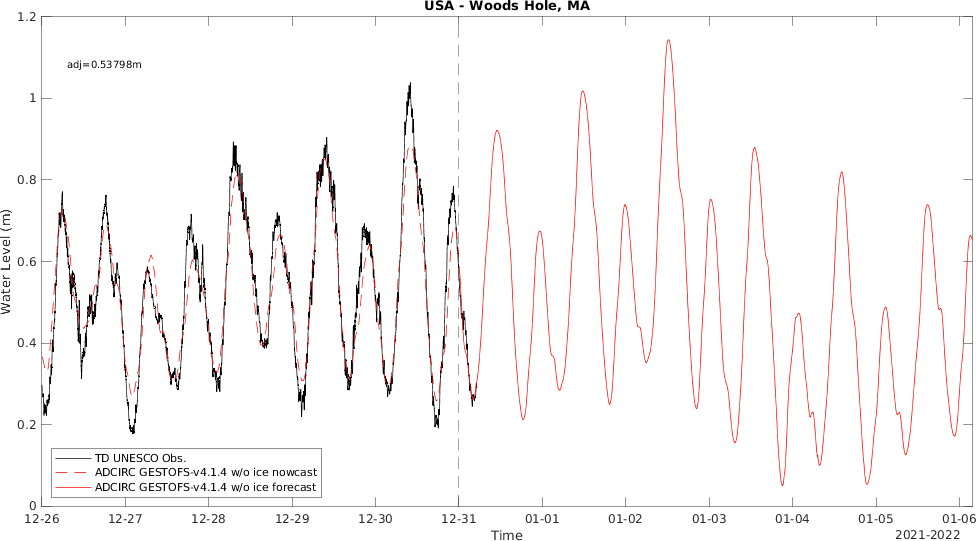 USA - Woods Hole, MA
adj=0.53798m
1.2
1
0.8
0.6
0.4
0.2
0
Water Level (m)
TD UNESCO Obs.
ADCIRC GESTOFS-v4.1.4 w/o ice nowcast
ADCIRC GESTOFS-v4.1.4 w/o ice forecast
12-26 12-27 12-28 12-29 12-30 12-31 01-01 01-02 01-03 01-04 01-05 01-06
Time
2021-2022